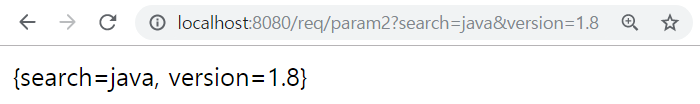 localhost:8080/req/param2?search=java&version=1.8
{search=java, version=1.8}